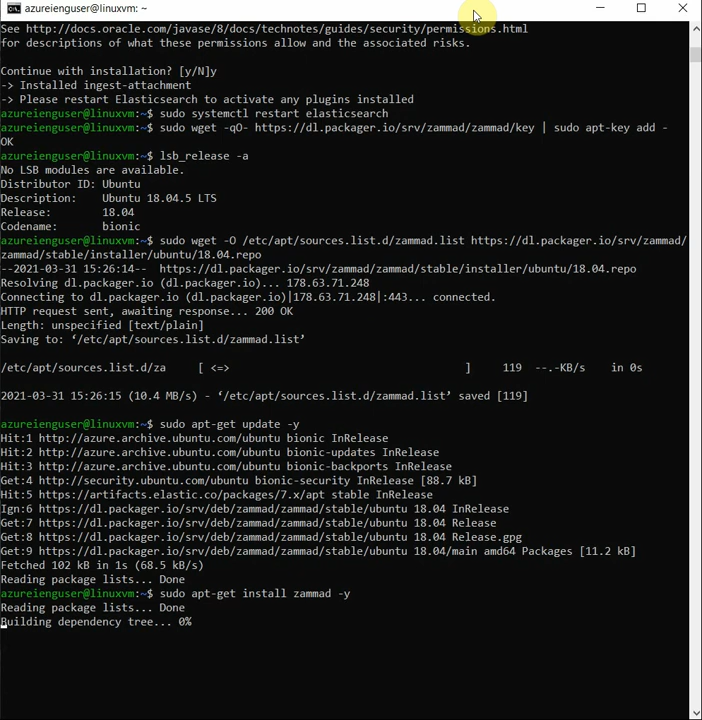 azureienguser@linuxvm: ~
See http://docs.oracle.com/javase/8/docs/technotes/guides/security/permissions.html
for descriptions of what these permissions allow and the associated risks.
Continue with installation? [y/N]y
-> Installed ingest-attachment
-> Please restart Elasticsearch to activate any plugins installed
azureienguser@linuxvm:~$ sudo systemctl restart elasticsearch
azureienguser@linuxvm:~$ sudo wget -qO- https://dl.packager.io/srv/zammad/zammad/key | sudo apt-key add -
OK
azureienguser@linuxvm:~$ lsb_release -a
No LSB modules are available.
Distributor ID: Ubuntu
Description:    Ubuntu 18.04.5 LTS
Release:        18.04
Codename:       bionic
azureienguser@linuxvm:~$ sudo wget -O /etc/apt/sources.list.d/zammad.list https://dl.packager.io/srv/zammad/
zammad/stable/installer/ubuntu/18.04.repo
--2021-03-31 15:26:14--  https://dl.packager.io/srv/zammad/zammad/stable/installer/ubuntu/18.04.repo
Resolving dl.packager.io (dl.packager.io)... 178.63.71.248
Connecting to dl.packager.io (dl.packager.io)|178.63.71.248|:443... connected.
HTTP request sent, awaiting response... 200 OK
Length: unspecified [text/plain]
Saving to: ‘/etc/apt/sources.list.d/zammad.list’
/etc/apt/sources.list.d/za     [ <=>                                     ]     119  --.-KB/s    in 0s
2021-03-31 15:26:15 (10.4 MB/s) - ‘/etc/apt/sources.list.d/zammad.list’ saved [119]
azureienguser@linuxvm:~$ sudo apt-get update -y
Hit:1 http://azure.archive.ubuntu.com/ubuntu bionic InRelease
Hit:2 http://azure.archive.ubuntu.com/ubuntu bionic-updates InRelease
Hit:3 http://azure.archive.ubuntu.com/ubuntu bionic-backports InRelease
Get:4 http://security.ubuntu.com/ubuntu bionic-security InRelease [88.7 kB]
Hit:5 https://artifacts.elastic.co/packages/7.x/apt stable InRelease
Ign:6 https://dl.packager.io/srv/deb/zammad/zammad/stable/ubuntu 18.04 InRelease
Get:7 https://dl.packager.io/srv/deb/zammad/zammad/stable/ubuntu 18.04 Release
Get:8 https://dl.packager.io/srv/deb/zammad/zammad/stable/ubuntu 18.04 Release.gpg
Get:9 https://dl.packager.io/srv/deb/zammad/zammad/stable/ubuntu 18.04/main amd64 Packages [11.2 kB]
Fetched 102 kB in 1s (68.5 kB/s)
Reading package lists... Done
azureienguser@linuxvm:~$ sudo apt-get install zammad -y
Reading package lists... Done
Building dependency tree... 0%